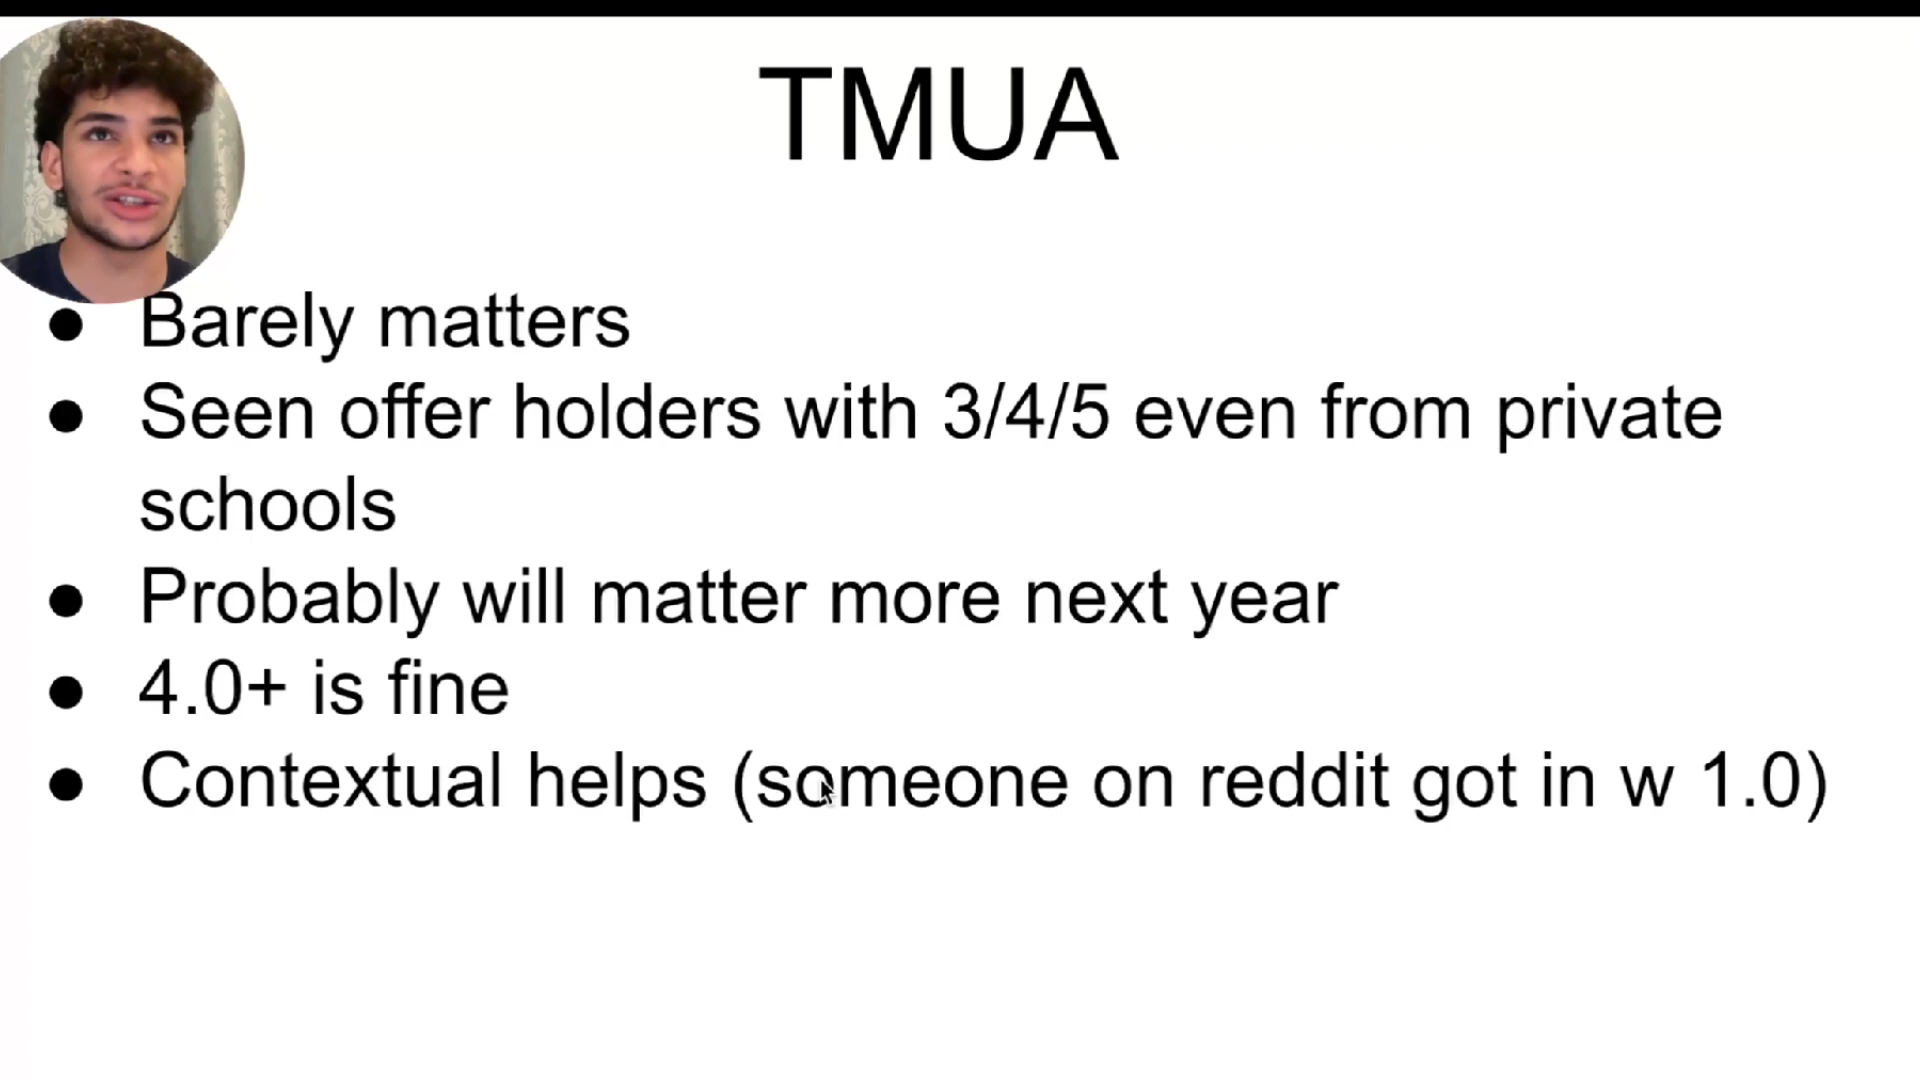 TMUA
● Barely matters
● Seen offer holders with 3/4/5 even from private
schools
● Probably will matter more next year
● 4.0+ is fine
● Contextual helps (someone on reddit got in w 1.0)